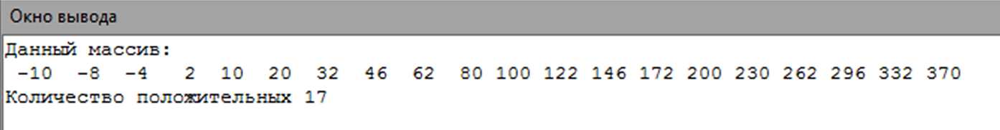 Окно вывода
Данный массив:
-10 -8 -4 2 10 20 32 46 62 80 100 122 146 172 200 230 262 296 332 370
Количество положительных 17